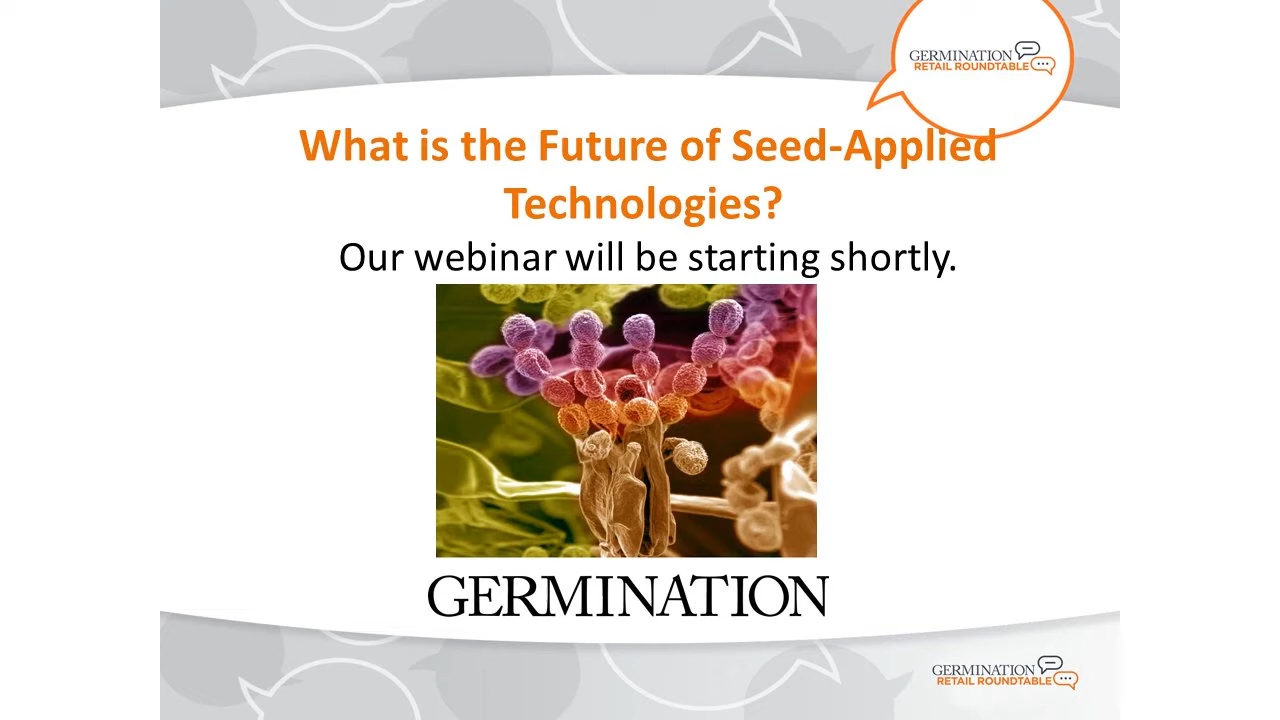 GERMINATION
RETAIL ROUNDTABLE
What is the Future of Seed-Applied
Technologies?
Our webinar will be starting shortly.
GERMINATION
GERMINATION
RETAIL ROUNDTABLE